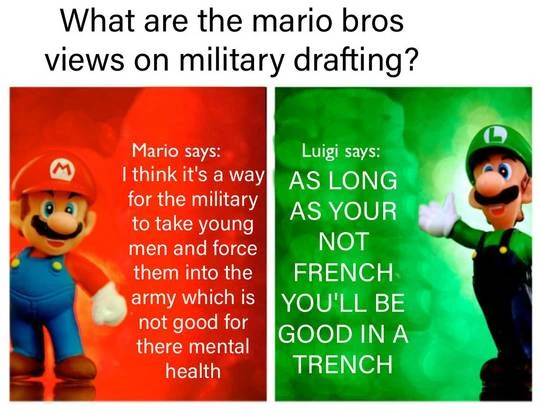 What are the mario bros
views on military drafting?
Mario says:
I think it's a way
for the military
to take young
men and force
them into the
army which is
not good for
there mental
health
Luigi says:
AS LONG
AS YOUR
NOT
FRENCH
YOU'LL BE
GOOD IN A
TRENCH
M
L